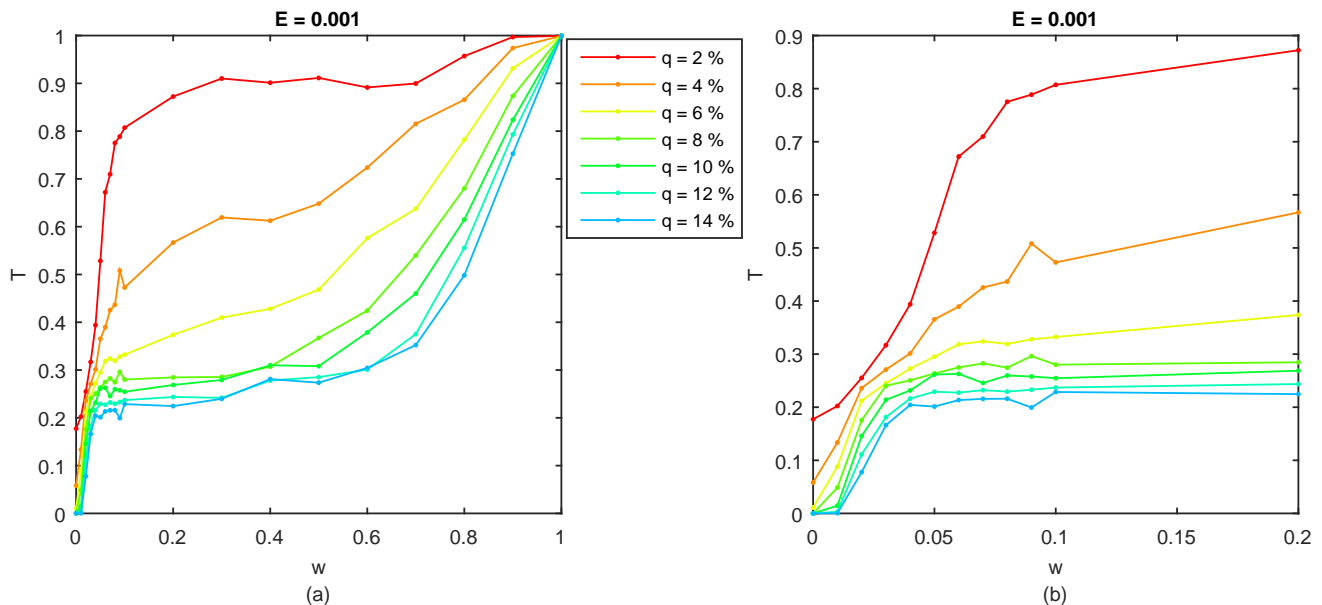 E = 0.001
1
0.9
0.8
0.7
0.6
0.5
0.4
0.3
0.2
0.1
0
T
0 0.2 0.4 0.6 0.8 1
w
(a)
q = 2 %
q = 4 %
q = 6 %
q = 8 %
q = 10 %
q = 12 %
q = 14 %
E = 0.001
0.9
0.8
0.7
0.6
0.5
0.4
0.3
0.2
0.1
0
T
0 0.05 0.1 0.15 0.2
w
(b)